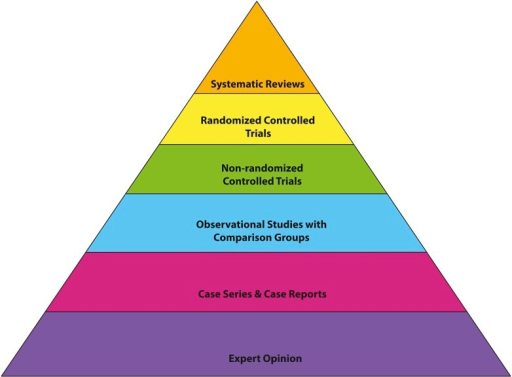 Systematic Reviews
Randomized Controlled
Trials
Non-randomized
Controlled Trials
Observational Studies with
Comparison Groups
Case Series & Case Reports
Expert Opinion